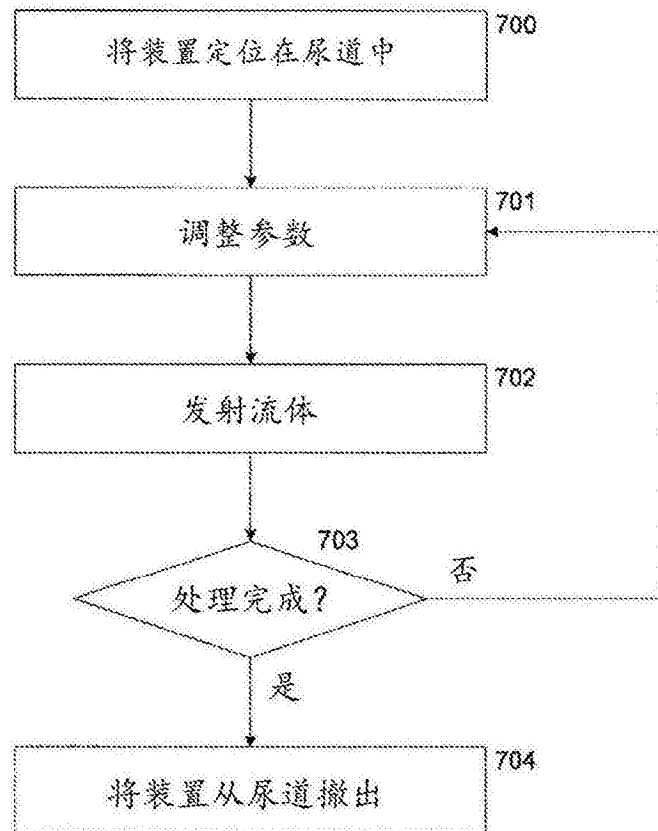 700
将装置定位在尿道中
701
调整参数
702
发射流体
703
处理完成?
否
是
704
将装置从尿道撤出